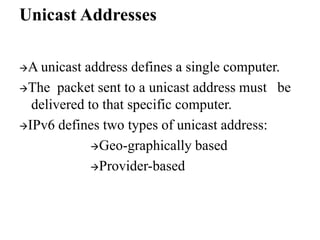 Unicast Addresses
→A unicast address defines a single computer.
→The packet sent to a unicast address must be
delivered to that specific computer.
→IPv6 defines two types of unicast address:
→Geo-graphically based
→Provider-based